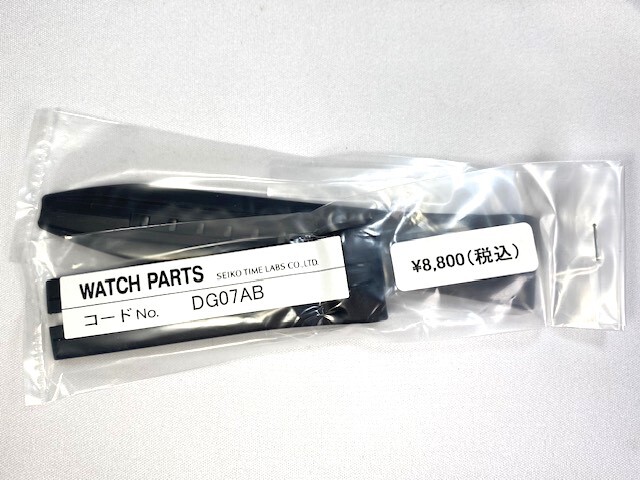 WATCH PARTS SEIKO TIME LABS CO.,LTD.
コードNo. DG07AB
¥8,800(税込)